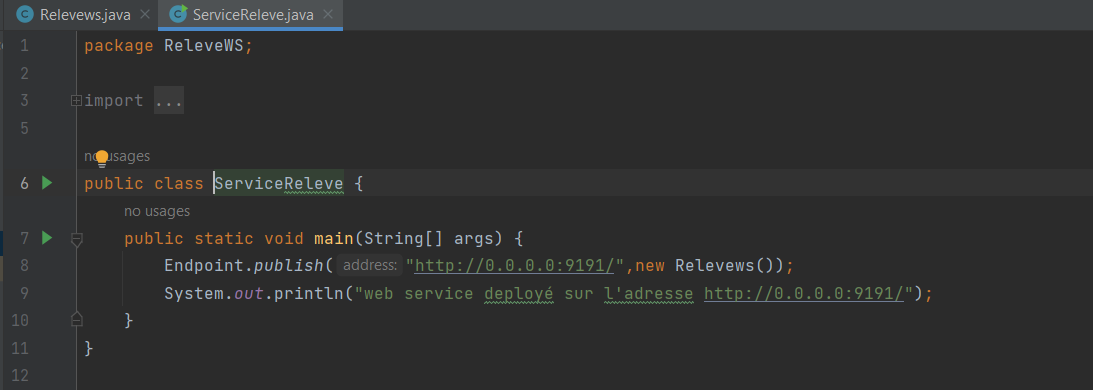 Relevews.java ServiceReleve.java
1 package ReleveWS;
2
3 import ...
5
no usages
6 public class ServiceReleve {
no usages
7 public static void main(String[] args) {
8 Endpoint.publish( address: "http://0.0.0.0:9191/",new Relevews());
9 System.out.println("web service deployé sur l'adresse http://0.0.0.0:9191/");
10 }
11 }
12